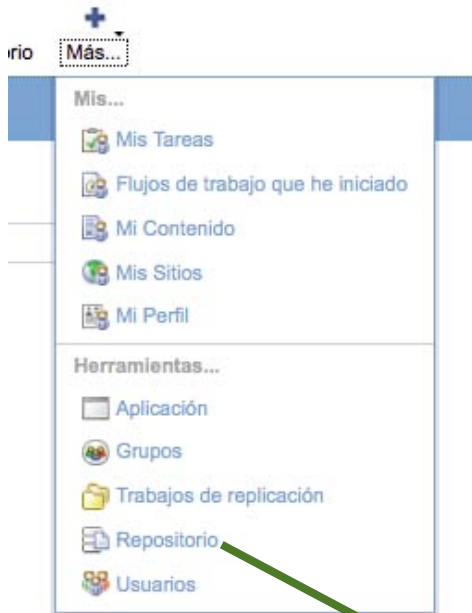 rio Más...
Mis...
Mis Tareas
Flujos de trabajo que he iniciado
Mi Contenido
Mis Sitios
Mi Perfil
Herramientas...
Aplicación
Grupos
Trabajos de replicación
Repositorio
Usuarios